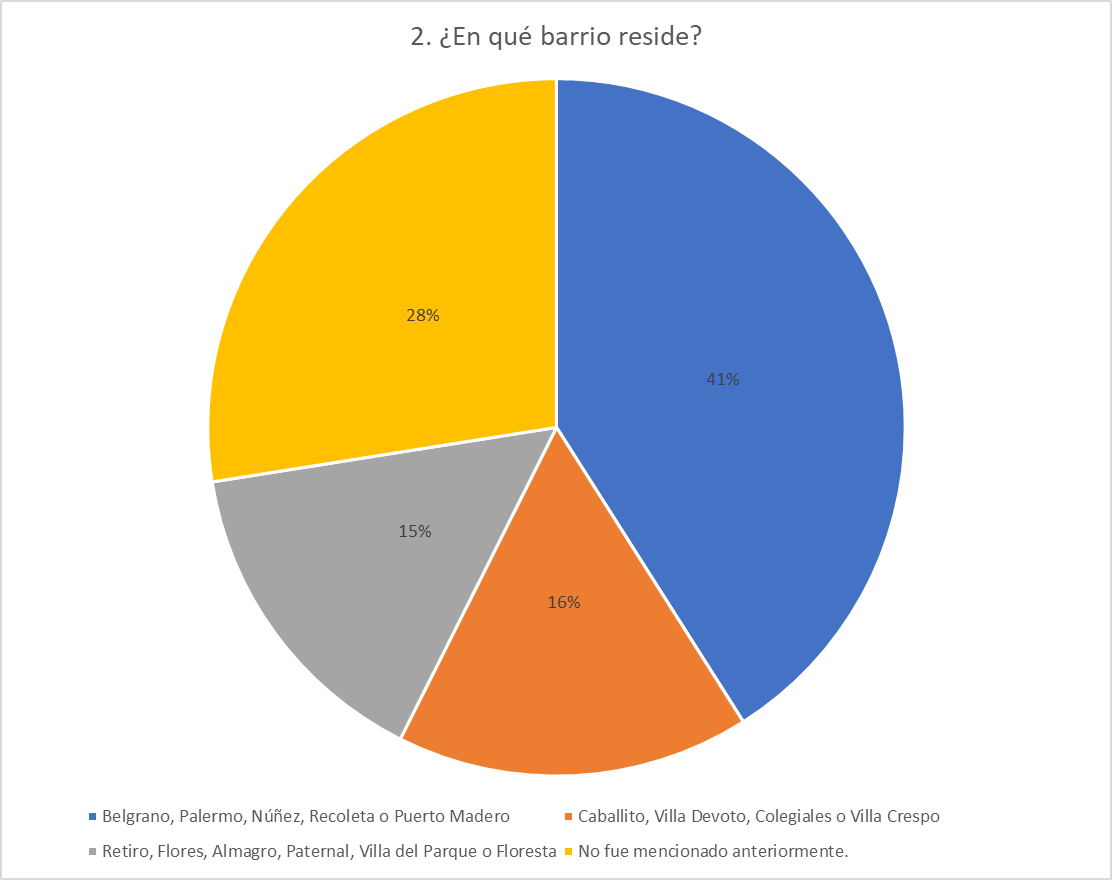 2. ¿En qué barrio reside?
28%
41%
15%
16%
Belgrano, Palermo, Núñez, Recoleta o Puerto Madero
Caballito, Villa Devoto, Colegiales o Villa Crespo
Retiro, Flores, Almagro, Paternal, Villa del Parque o Floresta
No fue mencionado anteriormente.